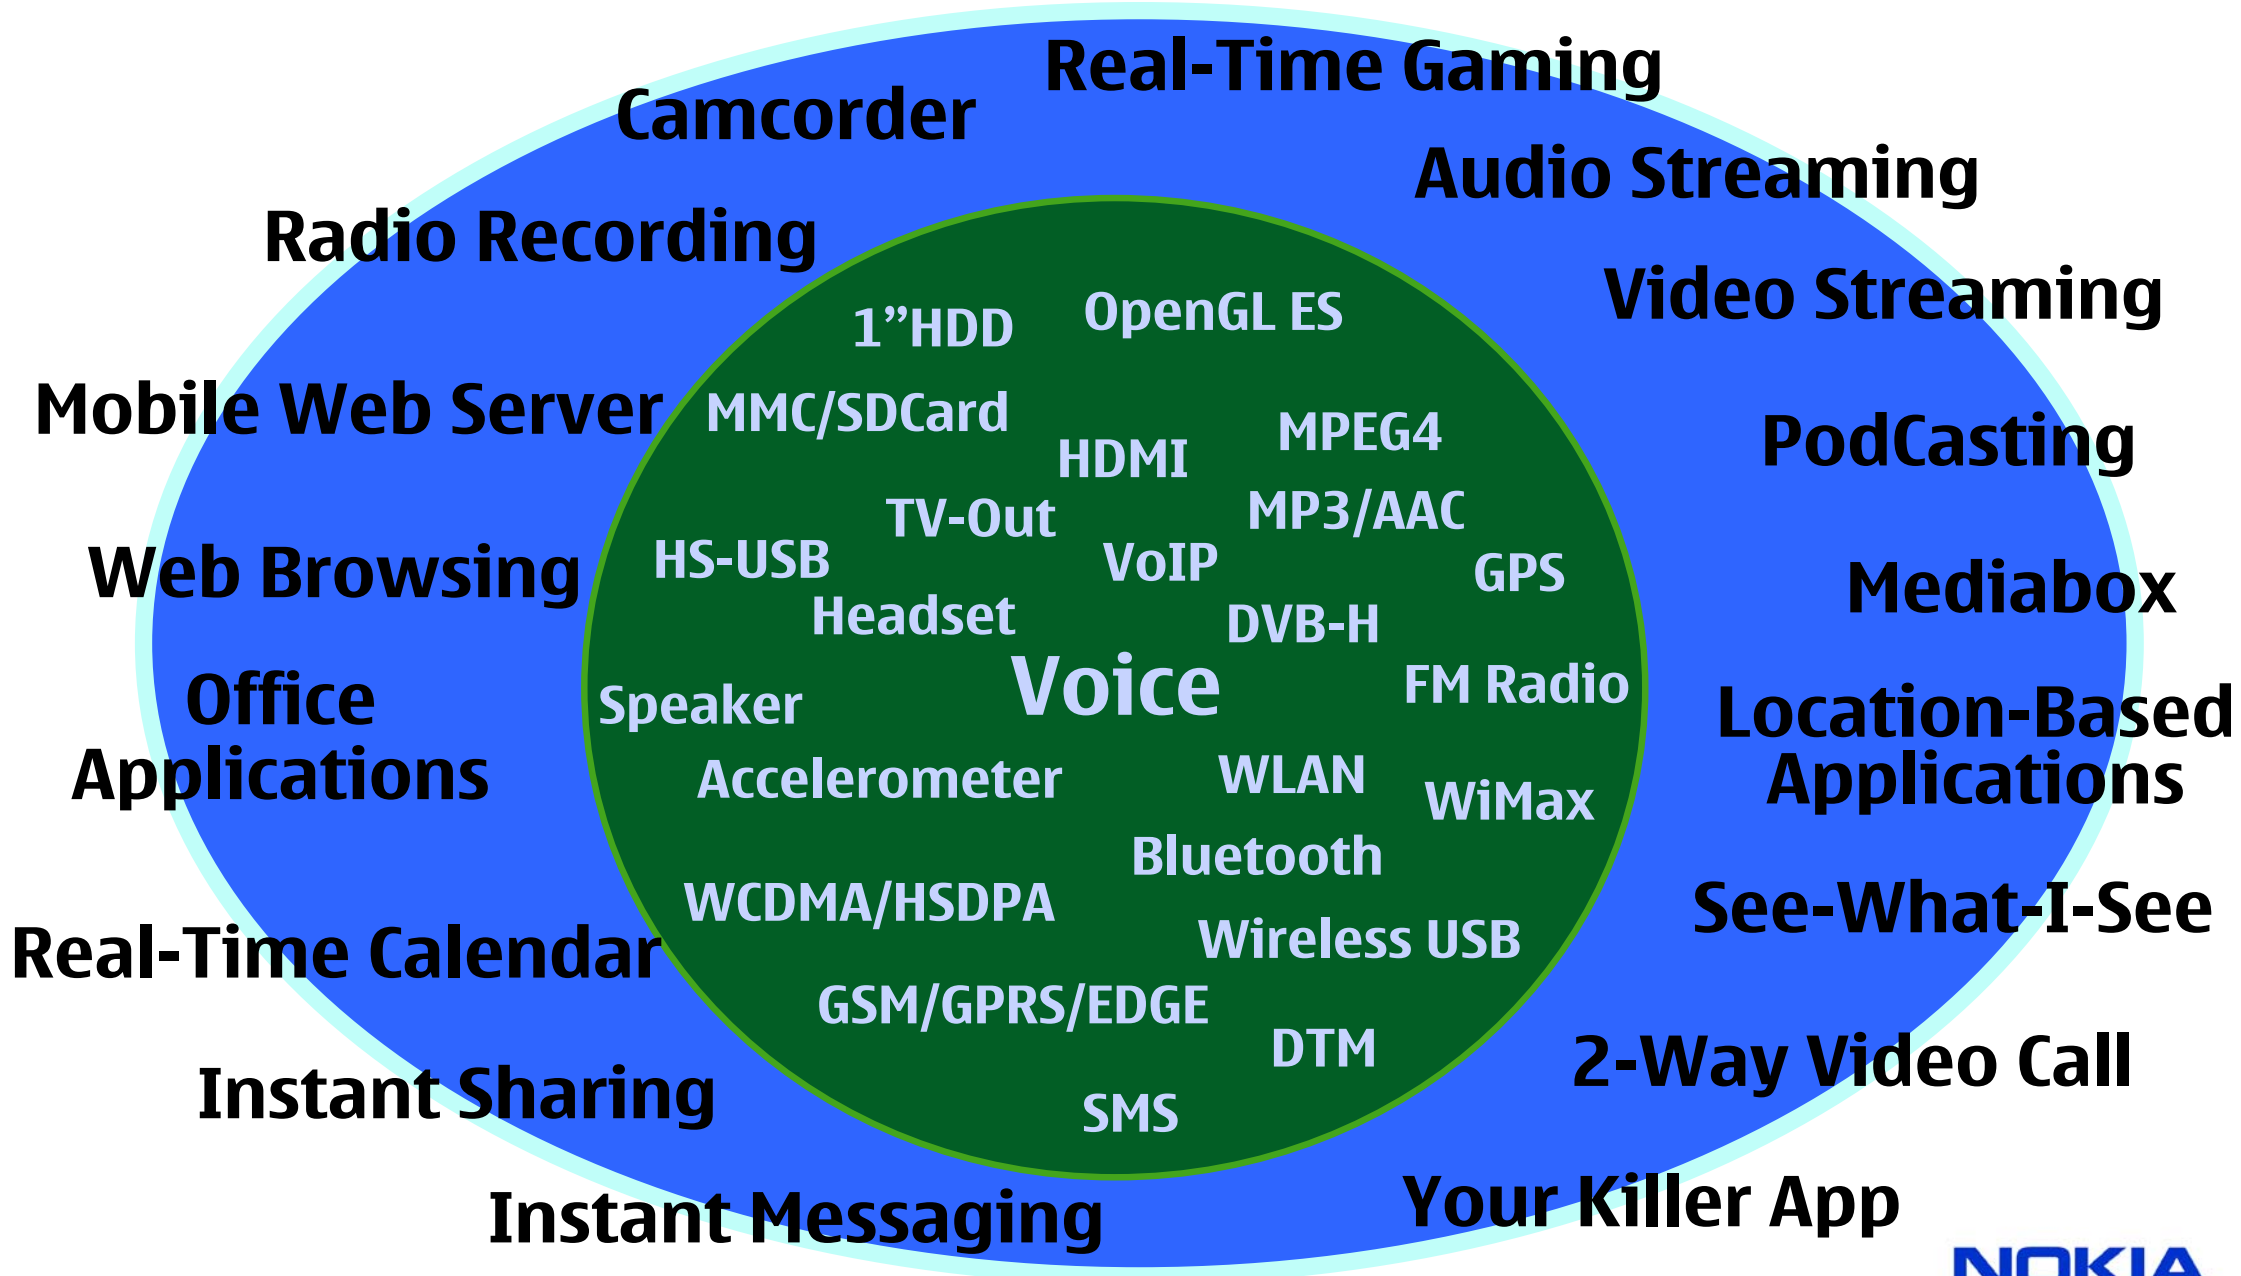 Real-Time Gaming
Camcorder
Audio Streaming
Radio Recording
Video Streaming
1”HDD
OpenGL ES
Mobile Web Server
MMC/SDCard
MPEG4
PodCasting
HDMI
TV-Out
MP3/AAC
Web Browsing
HS-USB
VoIP
GPS
Mediabox
Headset
DVB-H
Voice
Office
Applications
Speaker
FM Radio
Location-Based
Applications
Accelerometer
WLAN
WiMax
Bluetooth
WCDMA/HSDPA
See-What-I-See
Real-Time Calendar
Wireless USB
GSM/GPRS/EDGE
DTM
2-Way Video Call
Instant Sharing
SMS
Instant Messaging
Your Killer App
NOKIA